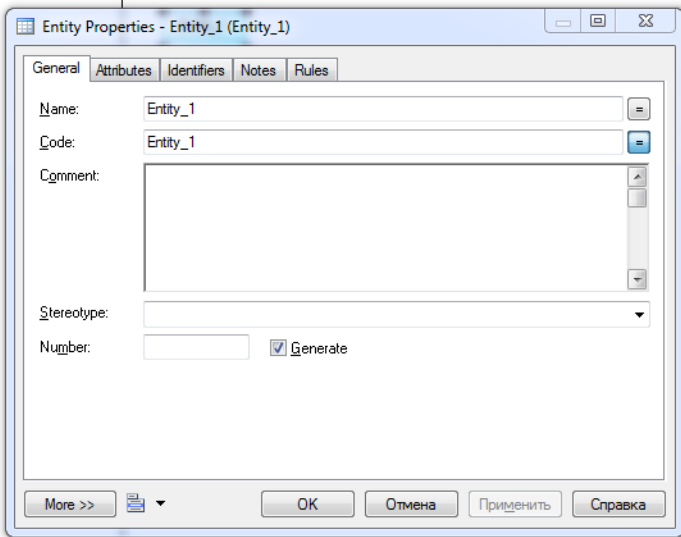 Entity Properties - Entity_1 (Entity_1)
General Attributes Identifiers Notes Rules
Name: Entity_1 =
Code: Entity_1 =
Comment:
Stereotype:
Number: Generate
More >> OK Отмена Применить Справка